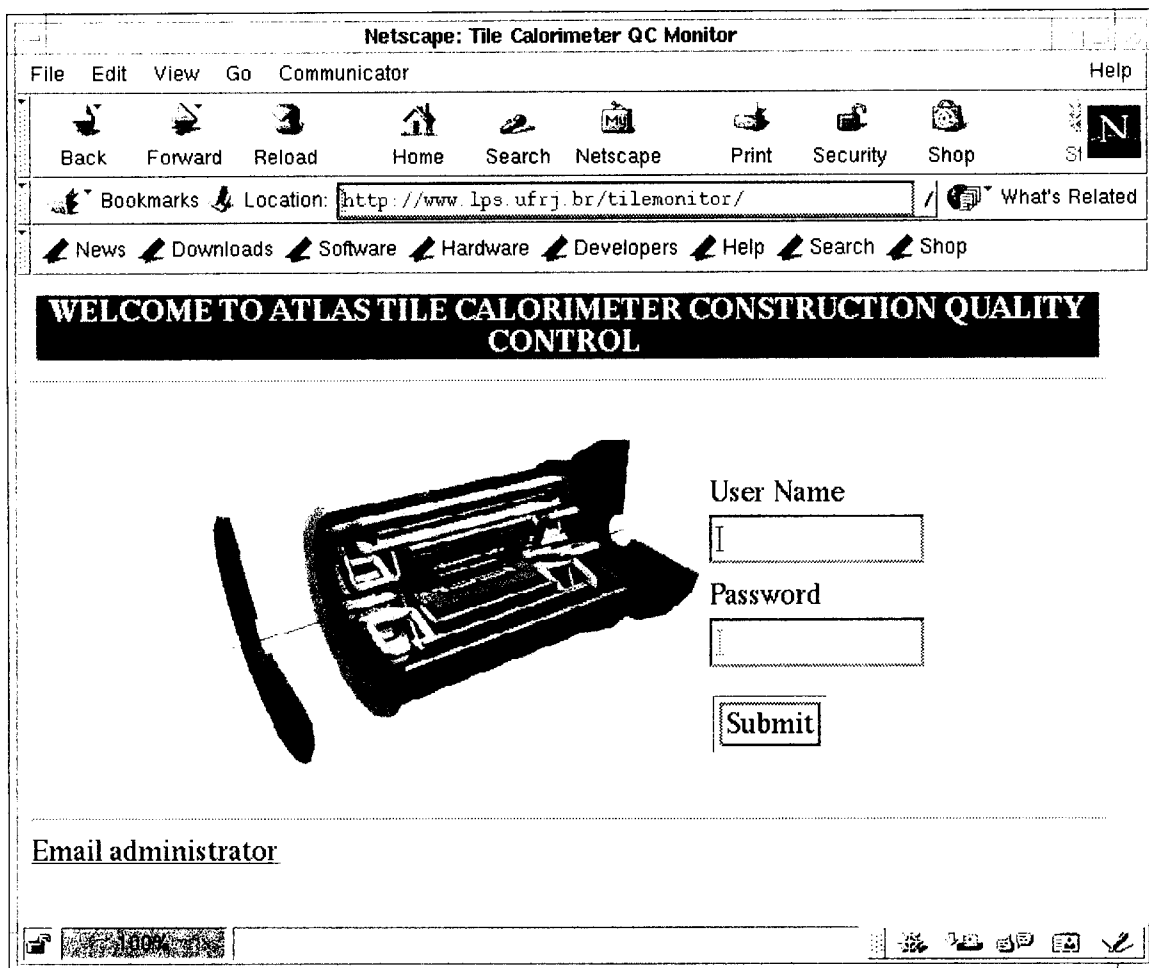 Netscape: Tile Calorimeter QC Monitor
File Edit View Go Communicator Help
Back Forward Reload Home Search Netscape Print Security Shop
My
N
Bookmarks Location: http://www.lps.ufrj.br/tilemonitor/ What's Related
News Downloads Software Hardware Developers Help Search Shop
WELCOME TO ATLAS TILE CALORIMETER CONSTRUCTION QUALITY
CONTROL
User Name
Password
Submit
Email administrator
100%